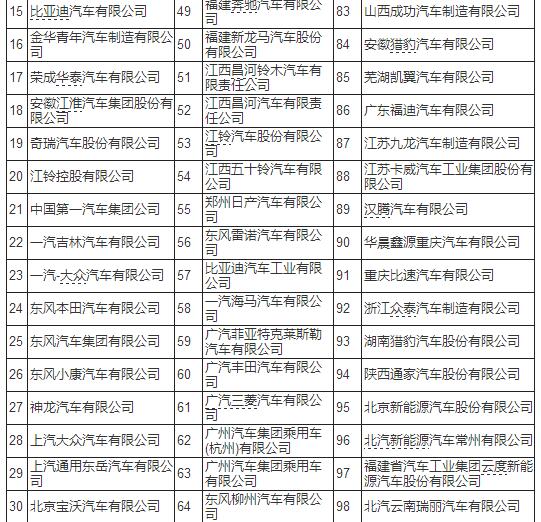 15 比亚迪汽车有限公司 49 福建奔驰汽车有限公司 83 山西成功汽车制造有限公司
16 金华青年汽车制造有限公司 50 福建新龙马汽车股份有限公司 84 安徽猎豹汽车有限公司
17 荣成华泰汽车有限公司 51 江西昌河铃木汽车有限责任公司 85 芜湖凯翼汽车有限公司
18 安徽江淮汽车集团股份有限公司 52 江西昌河汽车有限责任公司 86 广东福迪汽车有限公司
19 奇瑞汽车股份有限公司 53 江铃汽车股份有限公司 87 江苏九龙汽车制造有限公司
20 江铃控股有限公司 54 江西五十铃汽车有限公司 88 江苏卡威汽车工业集团股份有限公司
21 中国第一汽车集团公司 55 郑州日产汽车有限公司 89 汉腾汽车有限公司
22 一汽吉林汽车有限公司 56 东风雷诺汽车有限公司 90 华晨鑫源重庆汽车有限公司
23 一汽-大众汽车有限公司 57 比亚迪汽车工业有限公司 91 重庆比速汽车有限公司
24 东风本田汽车有限公司 58 一汽海马汽车有限公司 92 浙江众泰汽车制造有限公司
25 东风汽车集团有限公司 59 广汽菲亚特克莱斯勒汽车有限公司 93 湖南猎豹汽车股份有限公司
26 东风小康汽车有限公司 60 广汽丰田汽车有限公司 94 陕西通家汽车股份有限公司
27 神龙汽车有限公司 61 广汽三菱汽车有限公司 95 北京新能源汽车股份有限公司
28 上汽大众汽车有限公司 62 广州汽车集团乘用车(杭州)有限公司 96 北汽新能源汽车常州有限公司
29 上汽通用东岳汽车有限公司 63 广州汽车集团乘用车有限公司 97 福建省汽车工业集团云度新能源汽车股份有限公司
30 北京宝沃汽车有限公司 64 东风柳州汽车有限公司 98 北汽云南瑞丽汽车有限公司